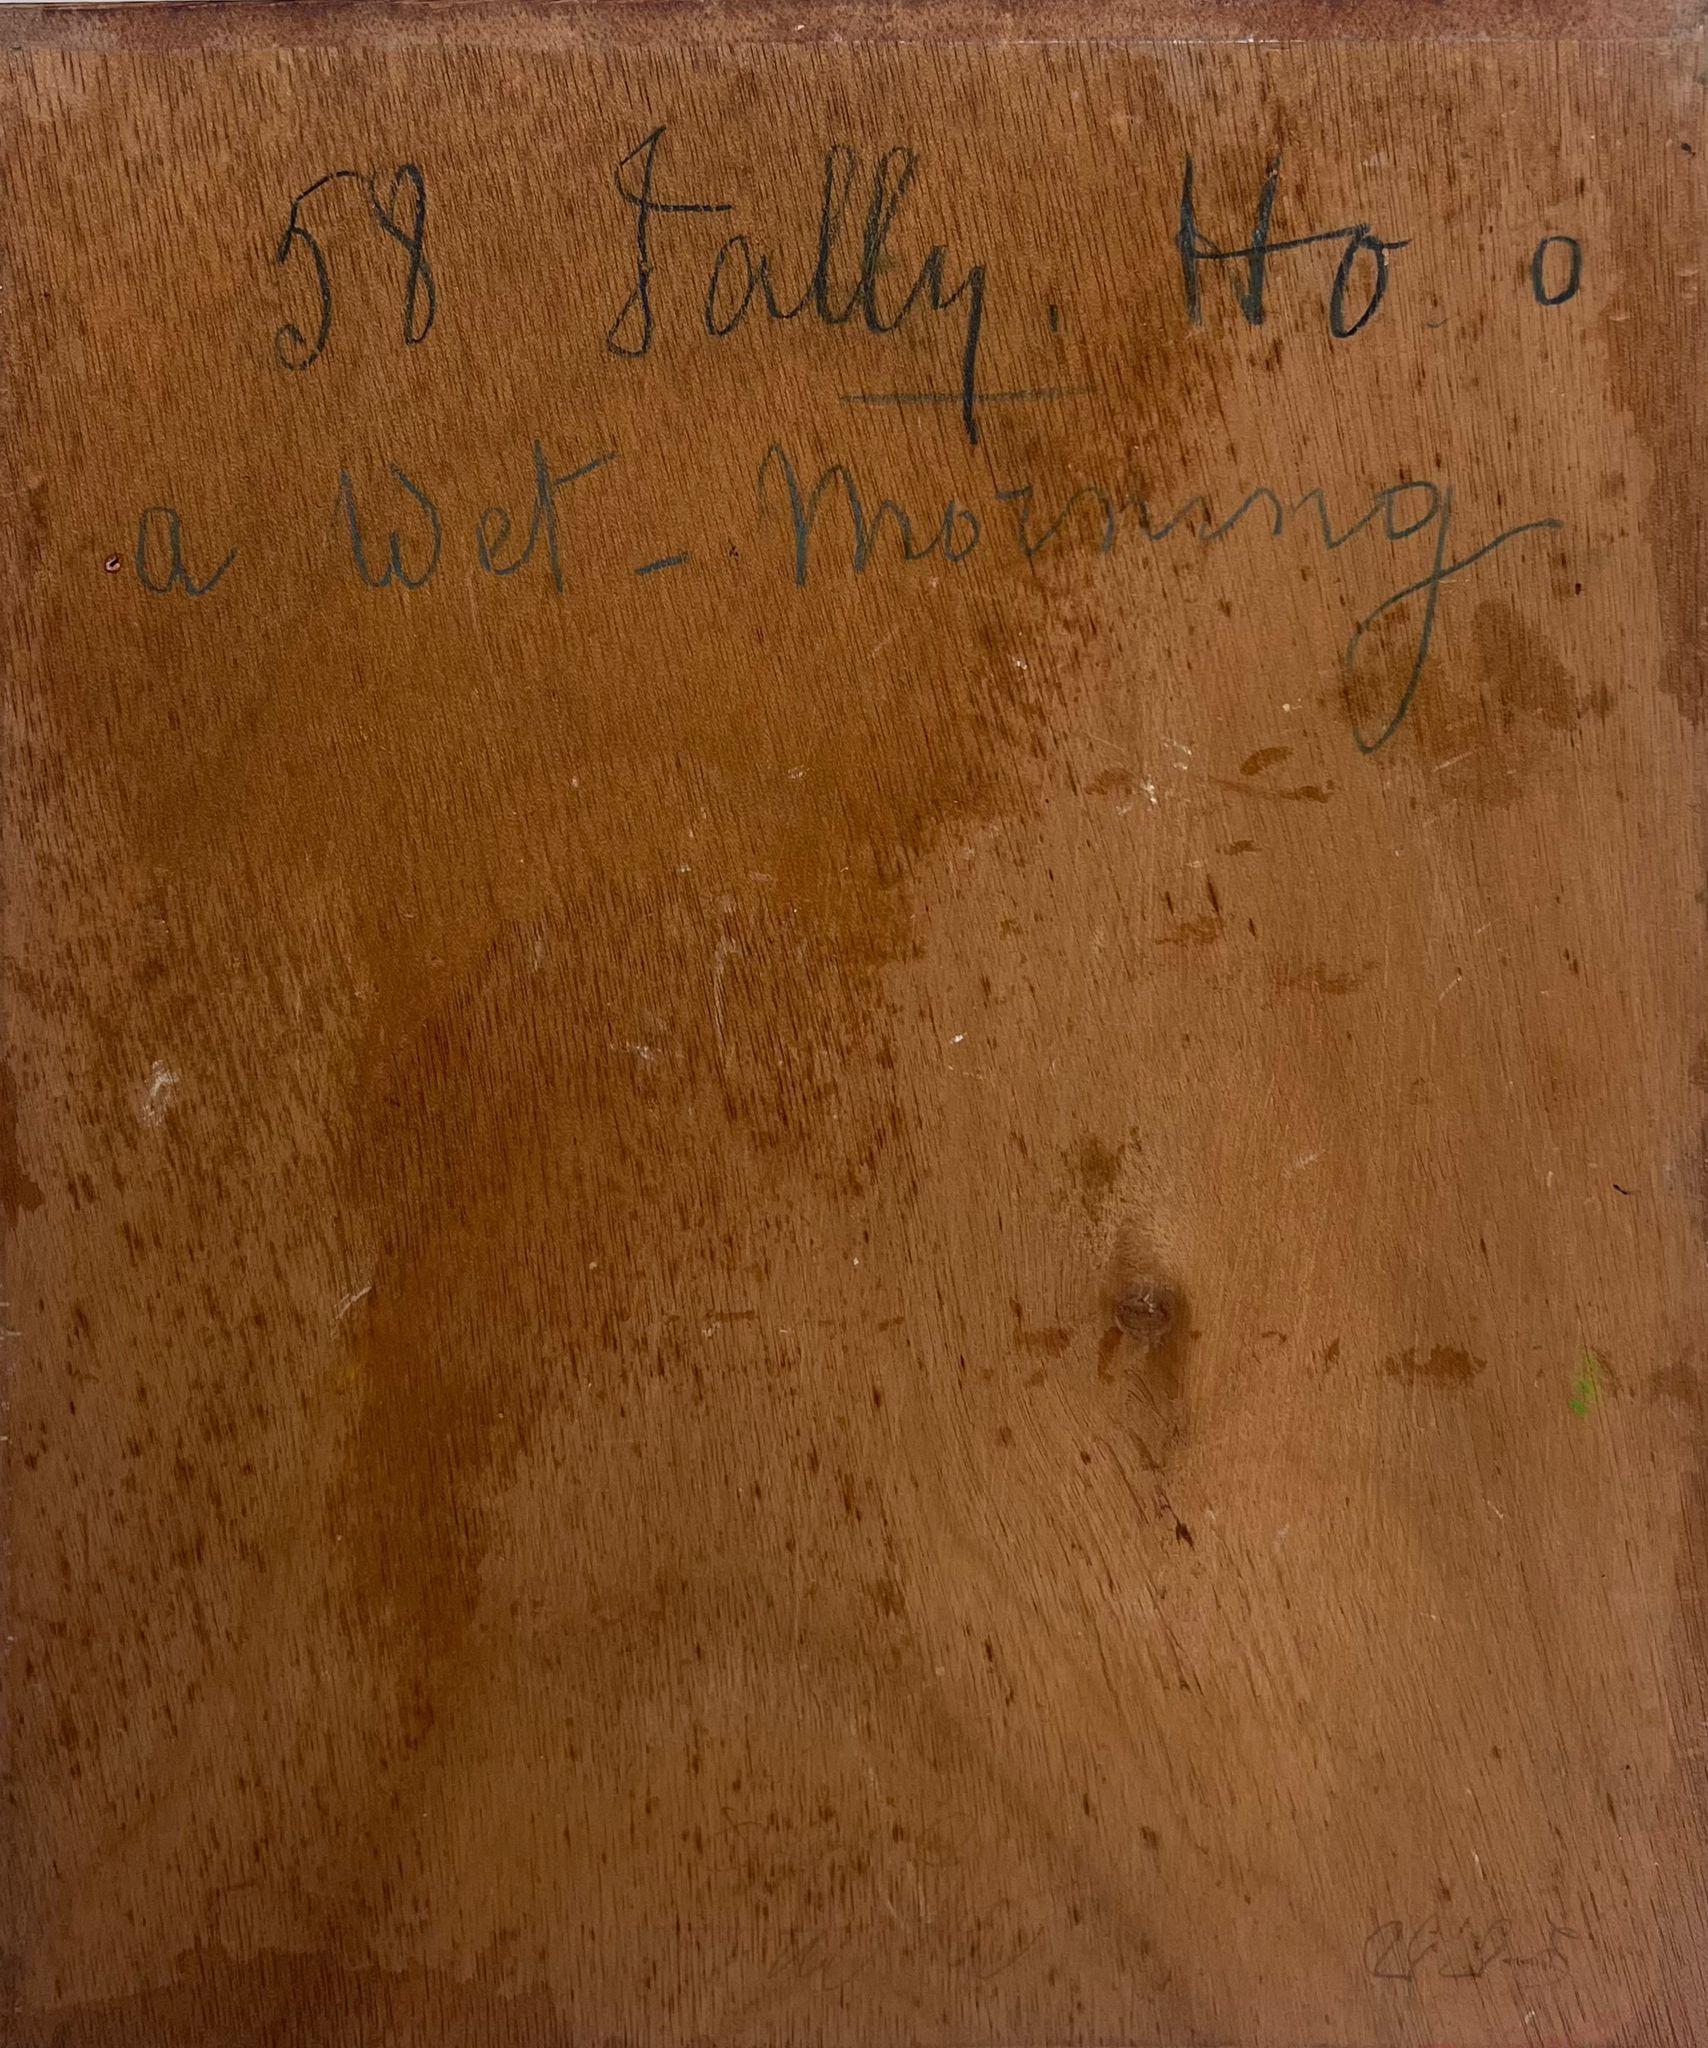 58 Tally. Ho. o
a Wet - Morning